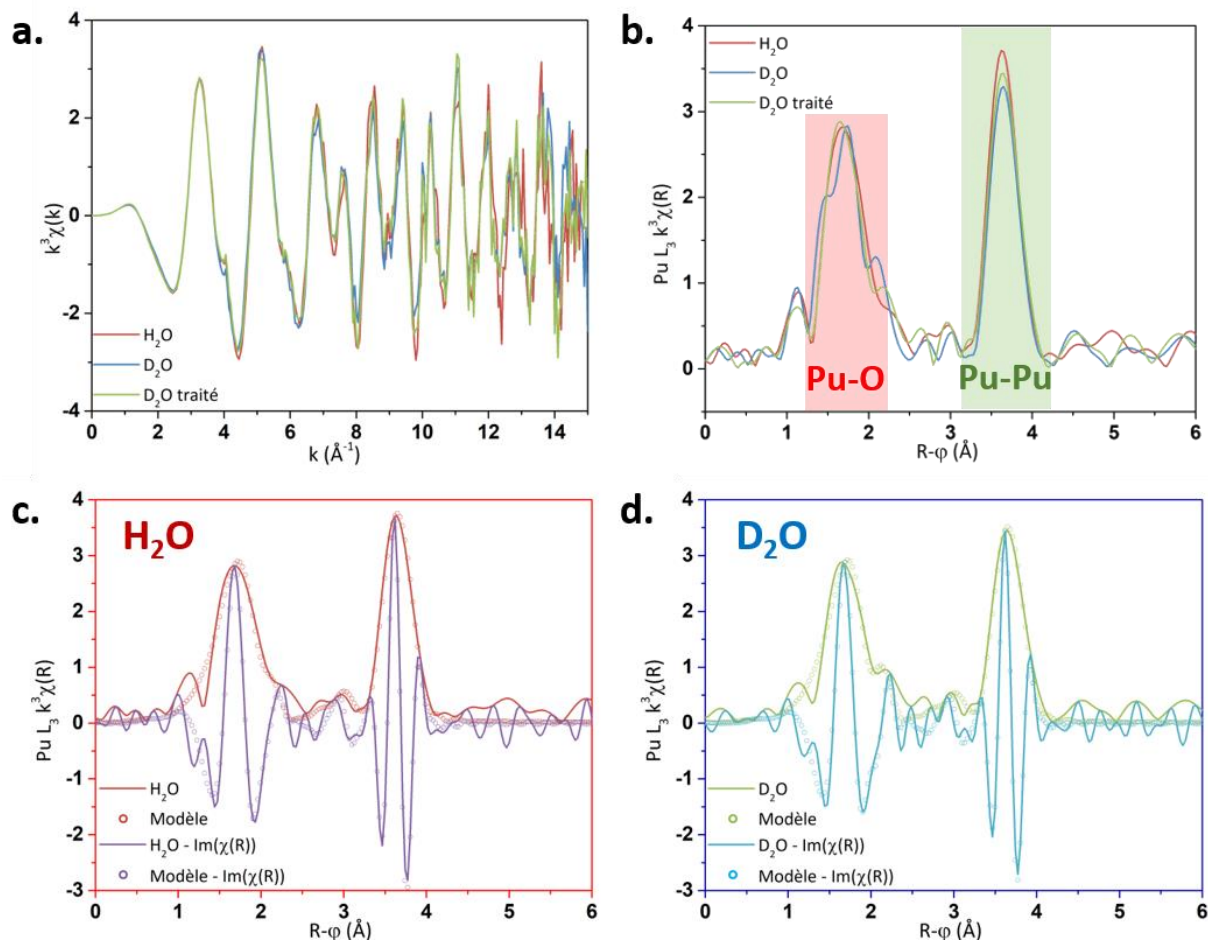 a.
4
2
0
-2
-4
k³χ(k)
H₂O
D₂O
D₂O traité
0 2 4 6 8 10 12 14
k (Å⁻¹)
b.
4
3
2
1
0
Pu L₃ k³χ(R)
H₂O
D₂O
D₂O traité
Pu-O
Pu-Pu
0 1 2 3 4 5 6
R-φ (Å)
c.
H₂O
4
3
2
1
0
-1
-2
-3
Pu L₃ k³χ(R)
H₂O
Modèle
H₂O - Im(χ(R))
Modèle - Im(χ(R))
0 1 2 3 4 5 6
R-φ (Å)
d.
D₂O
4
3
2
1
0
-1
-2
-3
Pu L₃ k³χ(R)
D₂O
Modèle
D₂O - Im(χ(R))
Modèle - Im(χ(R))
0 1 2 3 4 5 6
R-φ (Å)